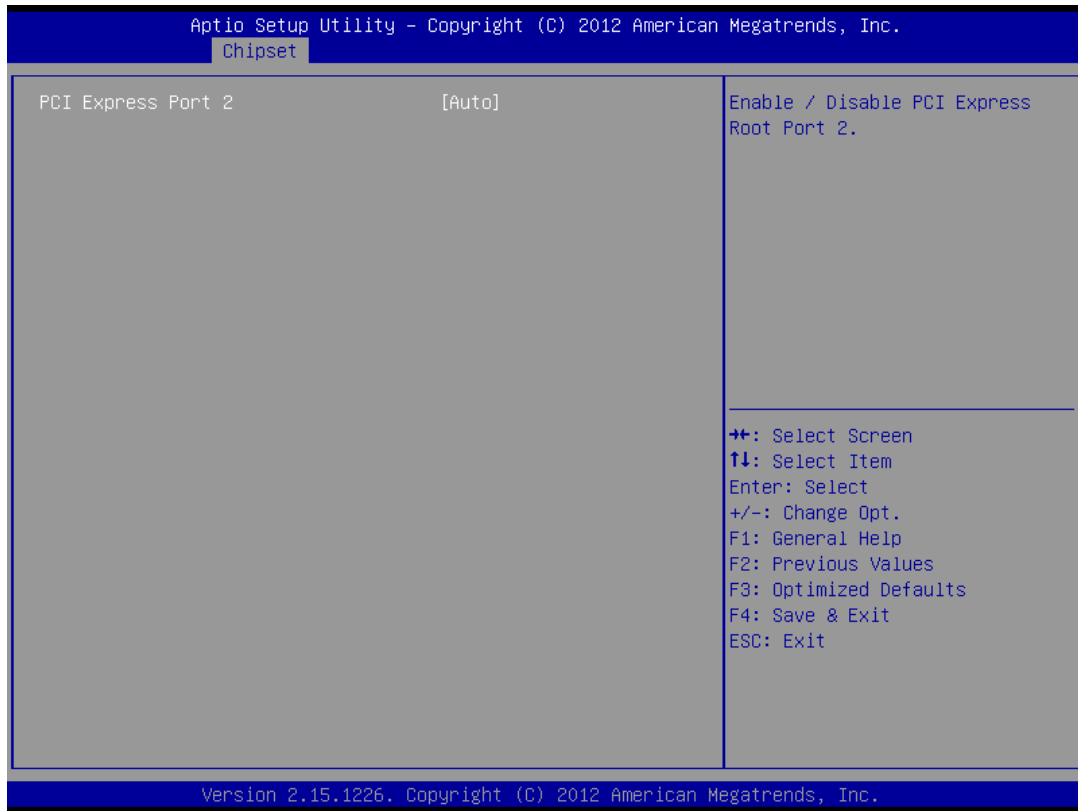 Aptio Setup Utility – Copyright (C) 2012 American Megatrends, Inc.
Chipset
PCI Express Port 2 [Auto]
Enable / Disable PCI Express
Root Port 2.
→←: Select Screen
↑↓: Select Item
Enter: Select
+/-: Change Opt.
F1: General Help
F2: Previous Values
F3: Optimized Defaults
F4: Save & Exit
ESC: Exit
Version 2.15.1226. Copyright (C) 2012 American Megatrends, Inc.